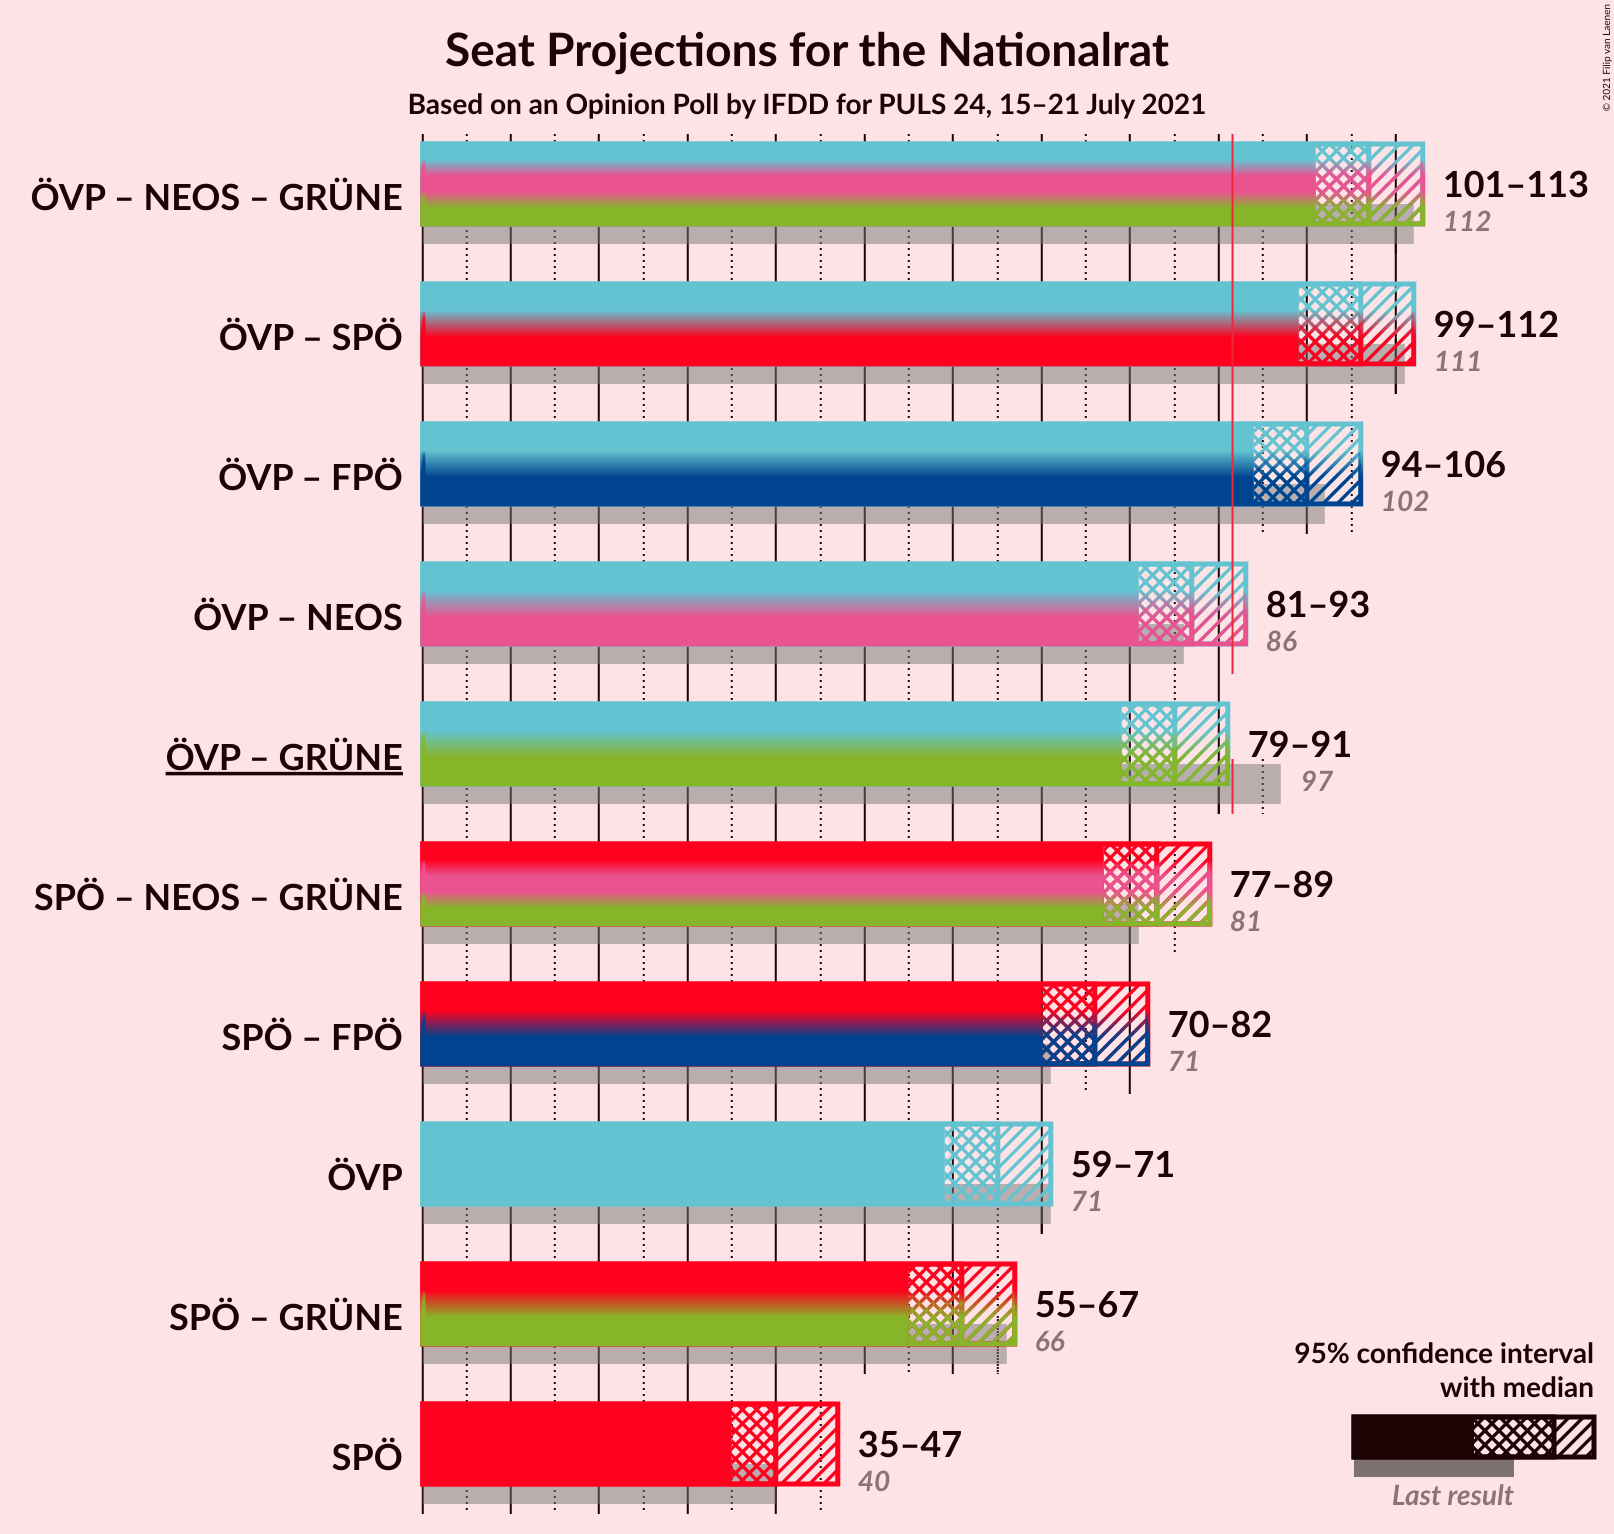 Seat Projections for the Nationalrat
Based on an Opinion Poll by IFDD for PULS 24, 15–21 July 2021
© 2021 Filip van Laenen
ÖVP – NEOS – GRÜNE
101–113
112
ÖVP – SPÖ
99–112
111
ÖVP – FPÖ
94–106
102
ÖVP – NEOS
81–93
86
ÖVP – GRÜNE
79–91
97
SPÖ – NEOS – GRÜNE
77–89
81
SPÖ – FPÖ
70–82
71
ÖVP
59–71
71
SPÖ – GRÜNE
55–67
66
SPÖ
35–47
40
95% confidence interval
with median
Last result